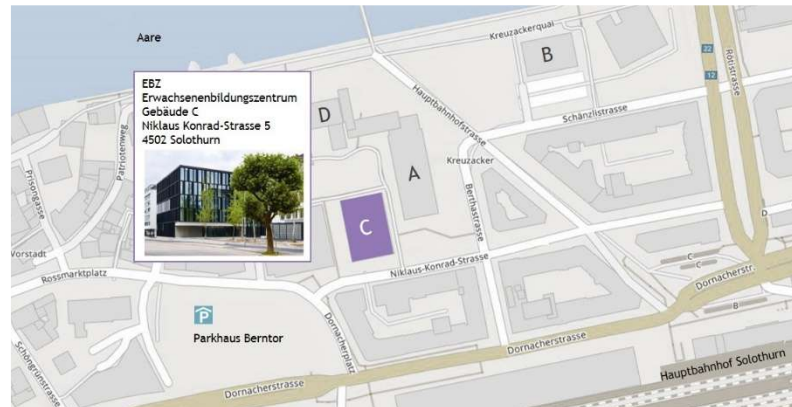 Aare
Kreuzackerquai
B
22
12
Rötistrasse
EBZ
Erwachsenenbildungszentrum
Gebäude C
Niklaus Konrad-Strasse 5
4502 Solothurn
Hauptbahnhofstrasse
D
Schänzlistrasse
Patriotenweg
Kreuzacker
A
Prisongasse
Berthastrasse
C
D
Vorstadt
Niklaus-Konrad-Strasse
C
C
Rossmarktplatz
Dornacherstr.
B
P
Parkhaus Berntor
Dornacherplatz
Dornacherstrasse
Schöngrünstrasse
Hauptbahnhof Solothurn
Dornacherstrasse